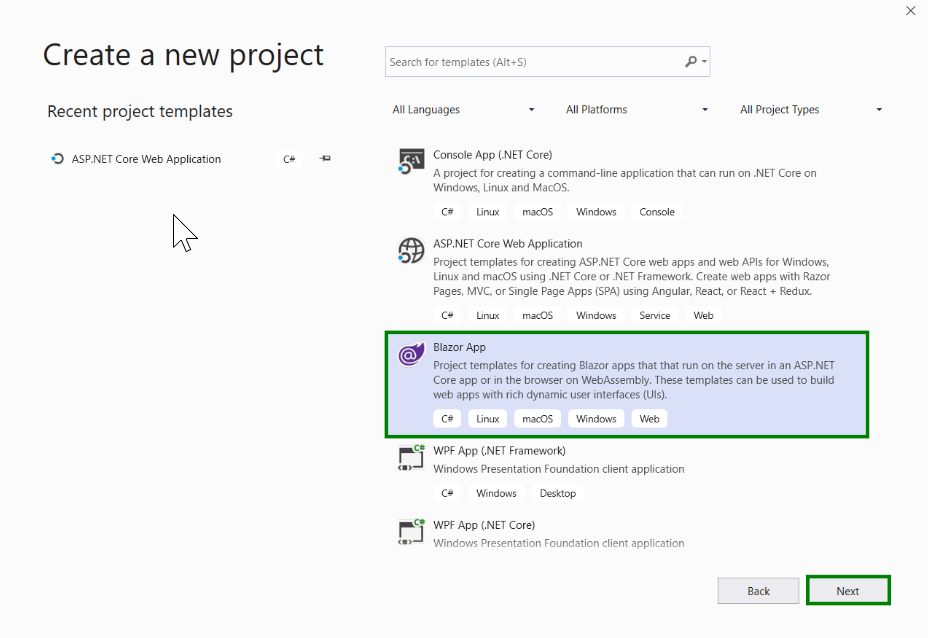 Create a new project
Search for templates (Alt+S)
Recent project templates
All Languages
All Platforms
All Project Types
ASP.NET Core Web Application
C#
Console App (.NET Core)
A project for creating a command-line application that can run on .NET Core on
Windows, Linux and MacOS.
C# Linux macOS Windows Console
ASP.NET Core Web Application
Project templates for creating ASP.NET Core web apps and web APIs for Windows,
Linux and macOS using .NET Core or .NET Framework. Create web apps with Razor
Pages, MVC, or Single Page Apps (SPA) using Angular, React, or React + Redux.
C# Linux macOS Windows Service Web
Blazor App
Project templates for creating Blazor apps that that run on the server in an ASP.NET
Core app or in the browser on WebAssembly. These templates can be used to build
web apps with rich dynamic user interfaces (UIs).
C# Linux macOS Windows Web
WPF App (.NET Framework)
Windows Presentation Foundation client application
C# Windows Desktop
WPF App (.NET Core)
Windows Presentation Foundation client application
Back
Next